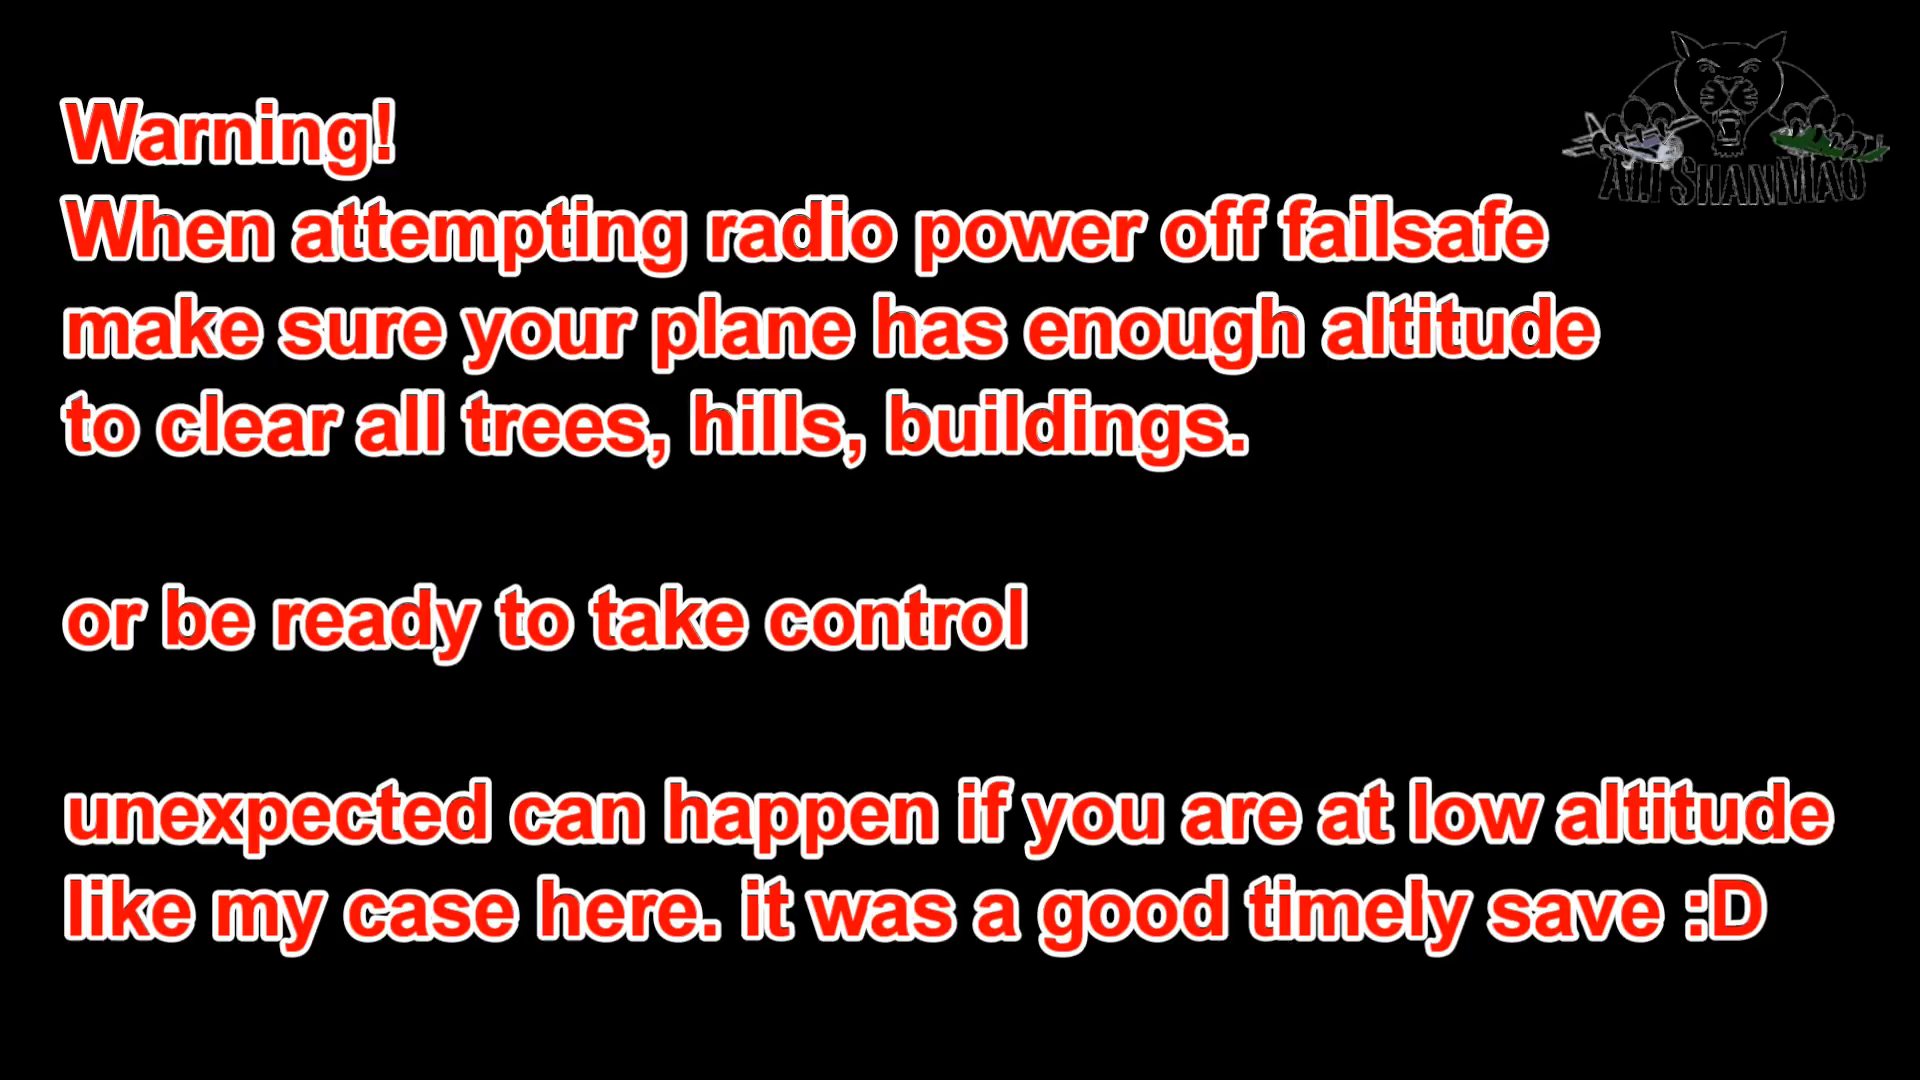 Warning!
When attempting radio power off failsafe
make sure your plane has enough altitude
to clear all trees, hills, buildings.
or be ready to take control
unexpected can happen if you are at low altitude
like my case here. it was a good timely save :D
Ali ShanMao